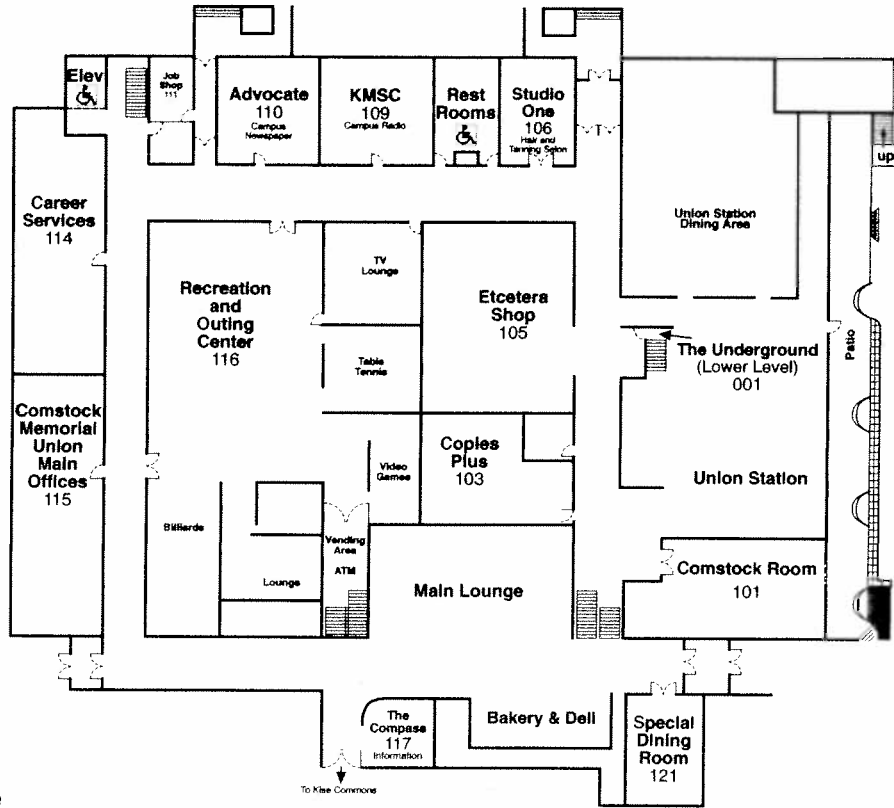 Elev
Job
Shop
111
Advocate
110
Campus
Newspaper
KMSC
109
Campus Radio
Rest
Rooms
Studio
One
106
Hair and
Tanning Salon
up
Career
Services
114
Union Station
Dining Area
TV
Lounge
Recreation
and
Outing
Center
116
Etcetera
Shop
105
Patio
The Underground
(Lower Level)
001
Table
Tennis
Comstock
Memorial
Union
Main
Offices
115
Copies
Plus
103
Video
Games
Union Station
Billiards
Vending
Area
ATM
Lounge
Main Lounge
Comstock Room
101
The
Compass
117
Information
Bakery & Deli
Special
Dining
Room
121
To Kise Commons